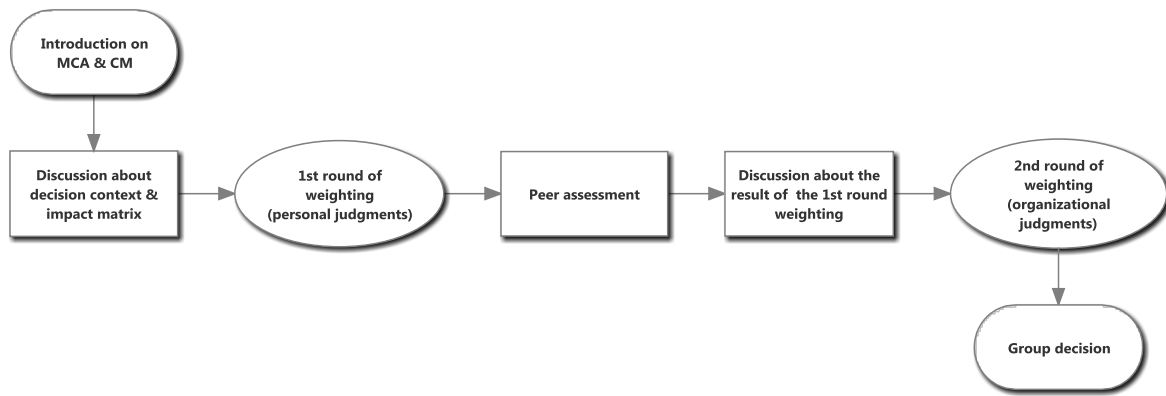 Introduction on
MCA & CM
Discussion about
decision context &
impact matrix
1st round of
weighting
(personal judgments)
Peer assessment
Discussion about the
result of the 1st round
weighting
2nd round of
weighting
(organizational
judgments)
Group decision